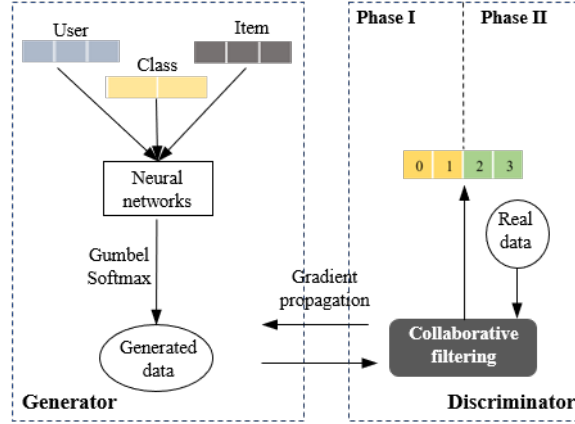 User
Item
Class
Neural
networks
Gumbel
Softmax
Generated
data
Generator
Gradient
propagation
Phase I
Phase II
0 1 2 3
Real
data
Collaborative
filtering
Discriminator